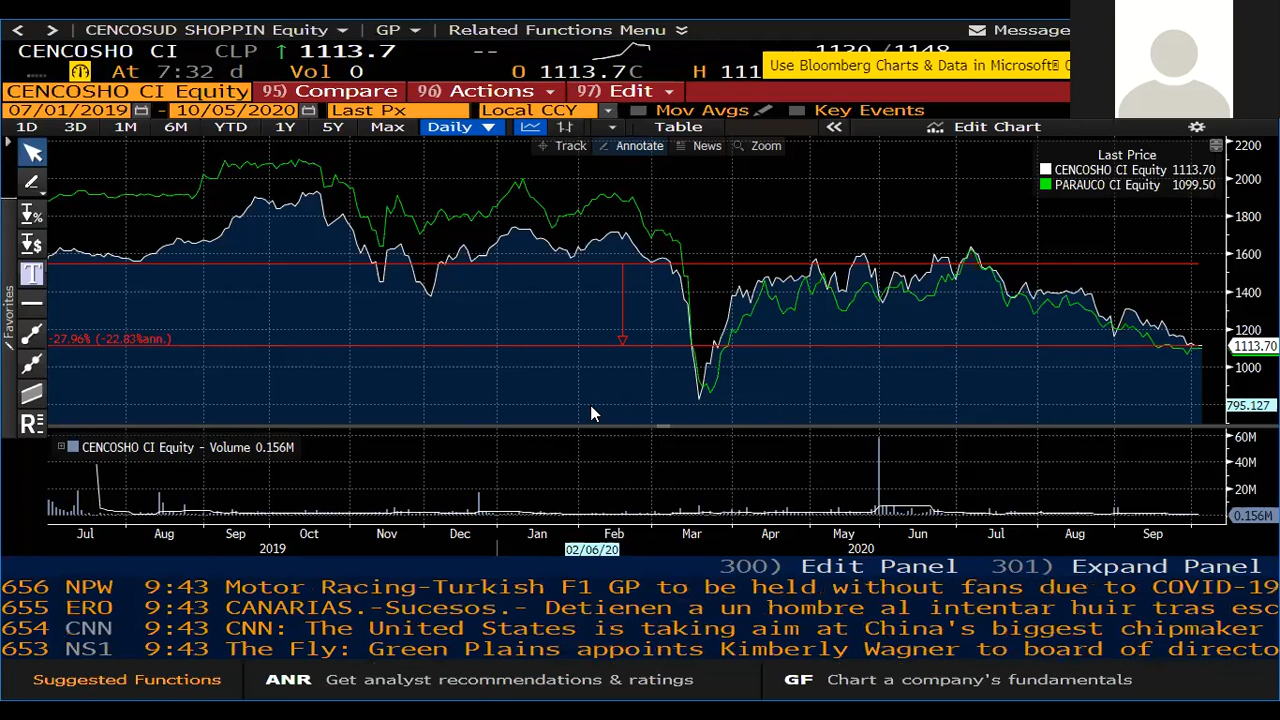 < > CENCOSUD SHOPPIN Equity GP Related Functions Menu Message
CENCOSHO CI CLP ↑ 1113.7 -- 1130 /1148
At 7:32 d Vol 0 O 1113.7C H 111
Use Bloomberg Charts & Data in Microsoft®
CENCOSHO CI Equity 95) Compare 96) Actions 97) Edit
07/01/2019 - 10/05/2020 Last Px Local CCY Mov Avgs Key Events
1D 3D 1M 6M YTD 1Y 5Y Max Daily Table « Edit Chart
Track Annotate News Zoom
Last Price
CENCOSHO CI Equity 1113.70
PARAUCO CI Equity 1099.50
2200
2000
1800
1600
1400
1200
1113.70
1000
795.127
-27.96% (-22.83%ann.)
Favorites
CENCOSHO CI Equity - Volume 0.156M
60M
40M
20M
0.156M
Jul Aug Sep Oct Nov Dec Jan Feb Mar Apr May Jun Jul Aug Sep
2019 02/06/20 2020
300) Edit Panel 301) Expand Panel
656 NPW 9:43 Motor Racing-Turkish F1 GP to be held without fans due to COVID-19
655 ERO 9:43 CANARIAS.-Sucesos.- Detienen a un hombre al intentar huir tras esc
654 CNN 9:43 CNN: The United States is taking aim at China's biggest chipmaker
653 NS1 9:43 The Fly: Green Plains appoints Kimberly Wagner to board of directo
Suggested Functions ANR Get analyst recommendations & ratings GF Chart a company's fundamentals